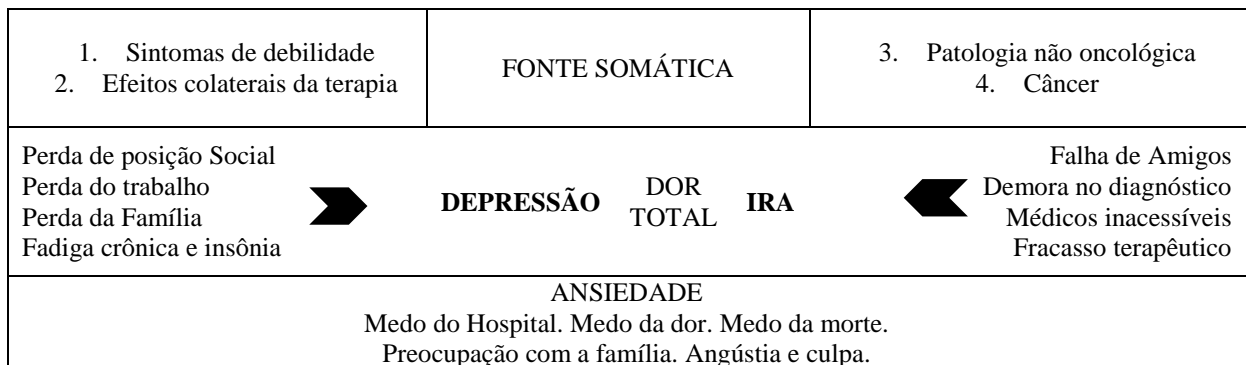 1. Sintomas de debilidade
2. Efeitos colaterais da terapia
FONTE SOMÁTICA
3. Patologia não oncológica
4. Câncer
Perda de posição Social
Perda do trabalho
Perda da Família
Fadiga crônica e insônia
DEPRESSÃO
DOR
TOTAL
IRA
Falha de Amigos
Demora no diagnóstico
Médicos inacessíveis
Fracasso terapêutico
ANSIEDADE
Medo do Hospital. Medo da dor. Medo da morte.
Preocupação com a família. Angústia e culpa.